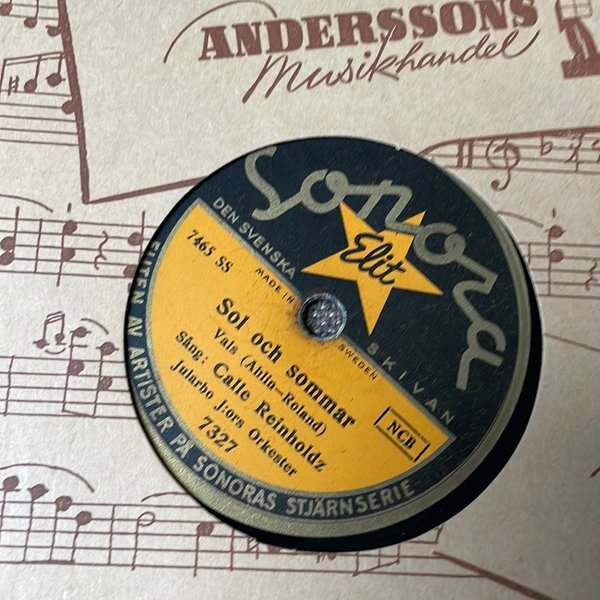 ANDERSSONS
Musikhandel
Sonora
Elit
DEN SVENSKA
SKIVAN
7465 SS
MADE IN
SWEDEN
Sol och sommar
Vals (Ahlin—Roland)
Sång: Calle Reinholdz
Jularbo j:ors Orkester
7327
NCB
ELITEN AV ARTISTER PÅ SONORAS STJÄRNSERIE